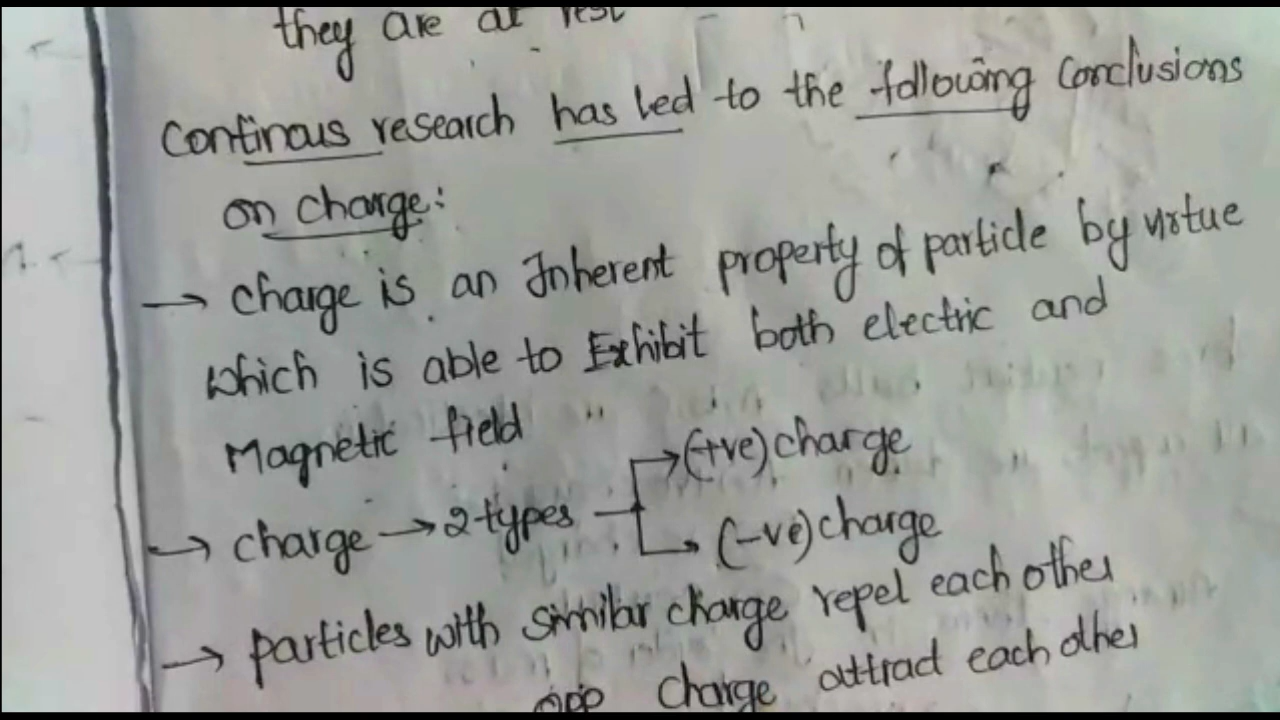 they are at rest
Continous research has led to the following Conclusions
on charge:
→ charge is an Inherent property of particle by virtue
which is able to Exhibit both electric and
Magnetic field
→ (+ve) charge
→ charge → 2-types
→ (-ve) charge
→ particles with similar charge repel each other
opp charge attract each other